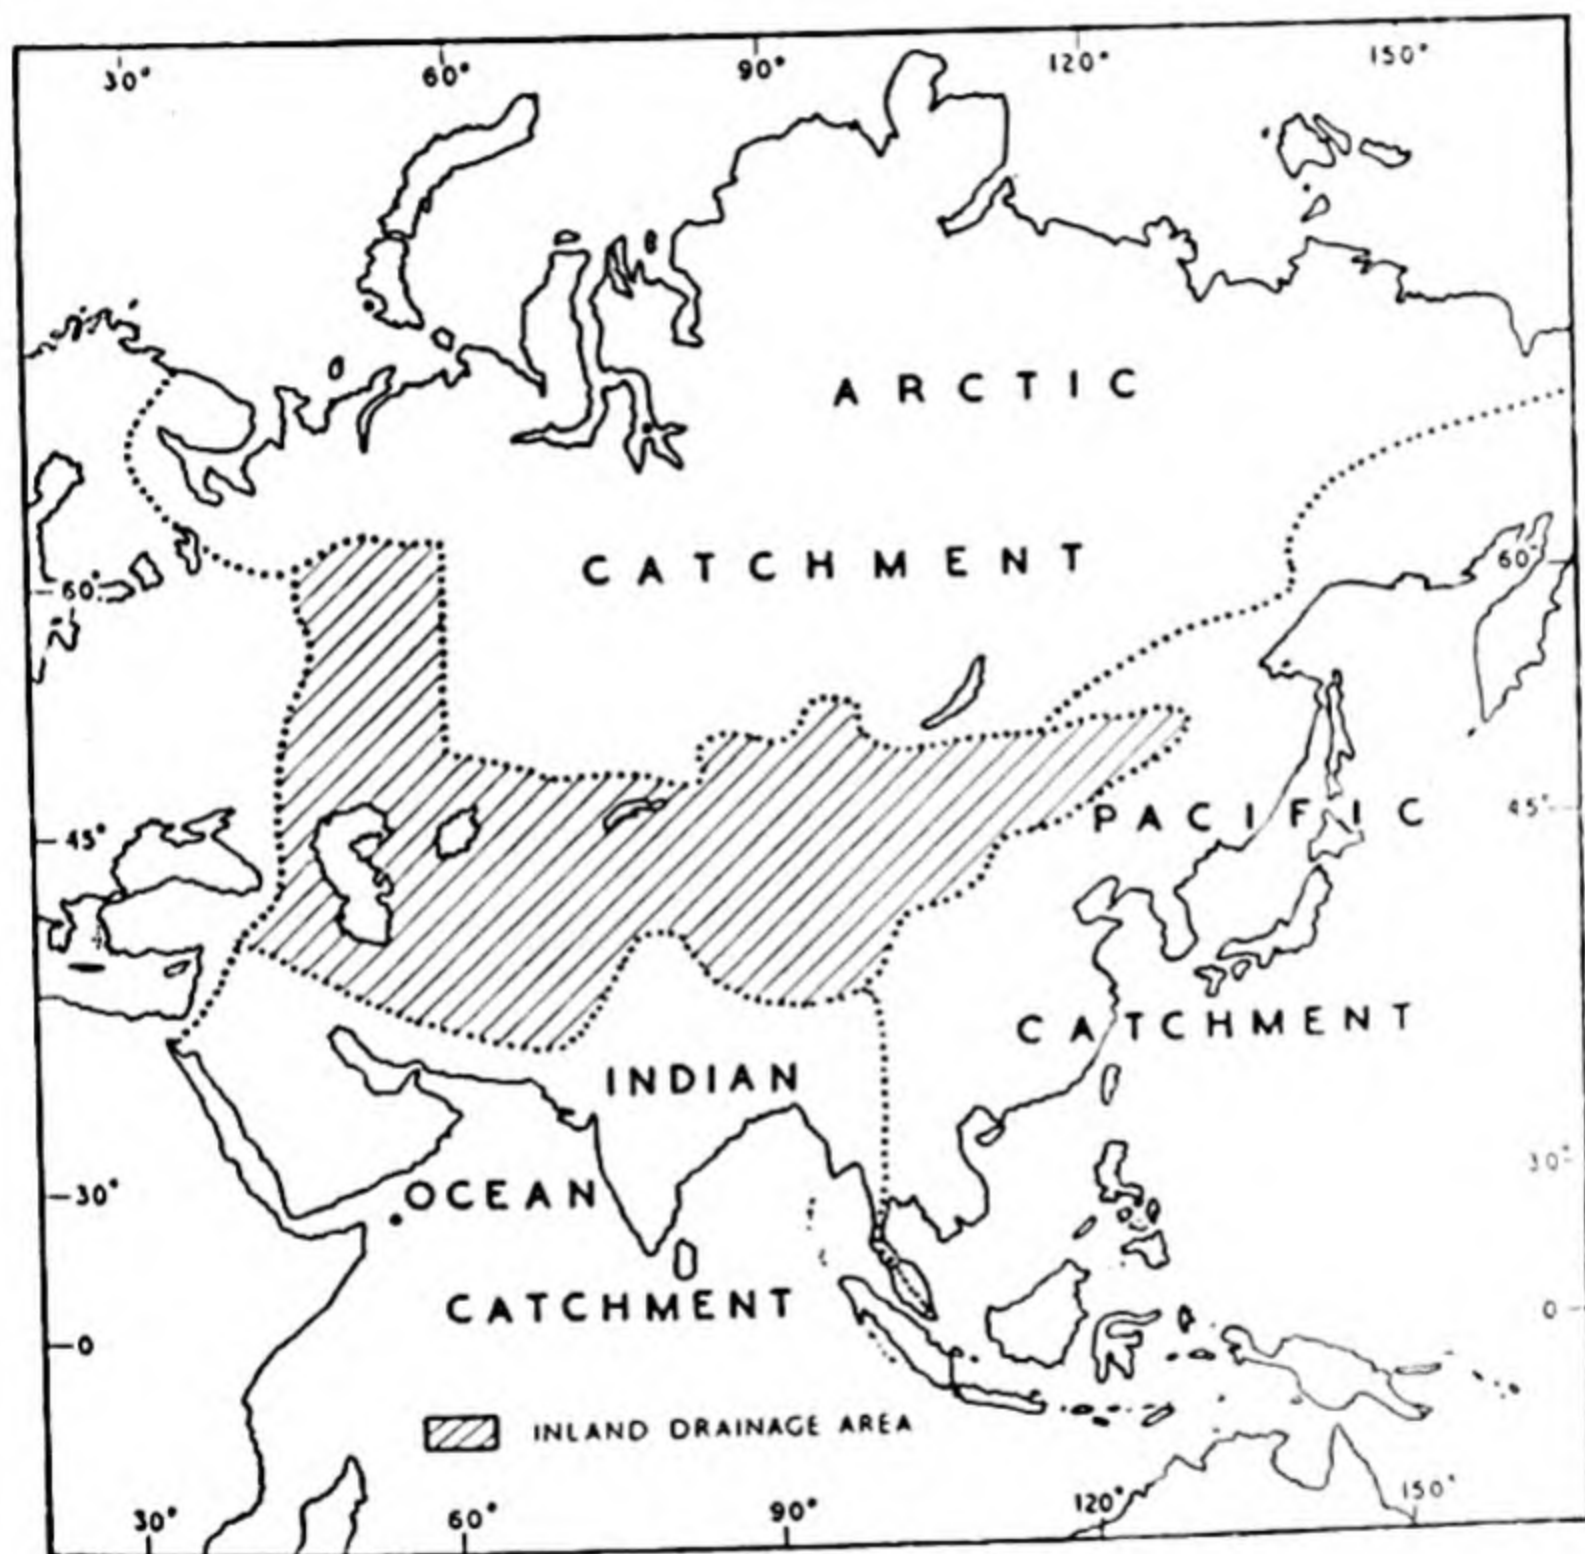 30° 60° 90° 120° 150°
ARCTIC
CATCHMENT
60° 60°
PACIFIC
45° 45°
CATCHMENT
INDIAN
30° 30°
OCEAN
CATCHMENT
0 0
INLAND DRAINAGE AREA
30° 60° 90° 120° 150°